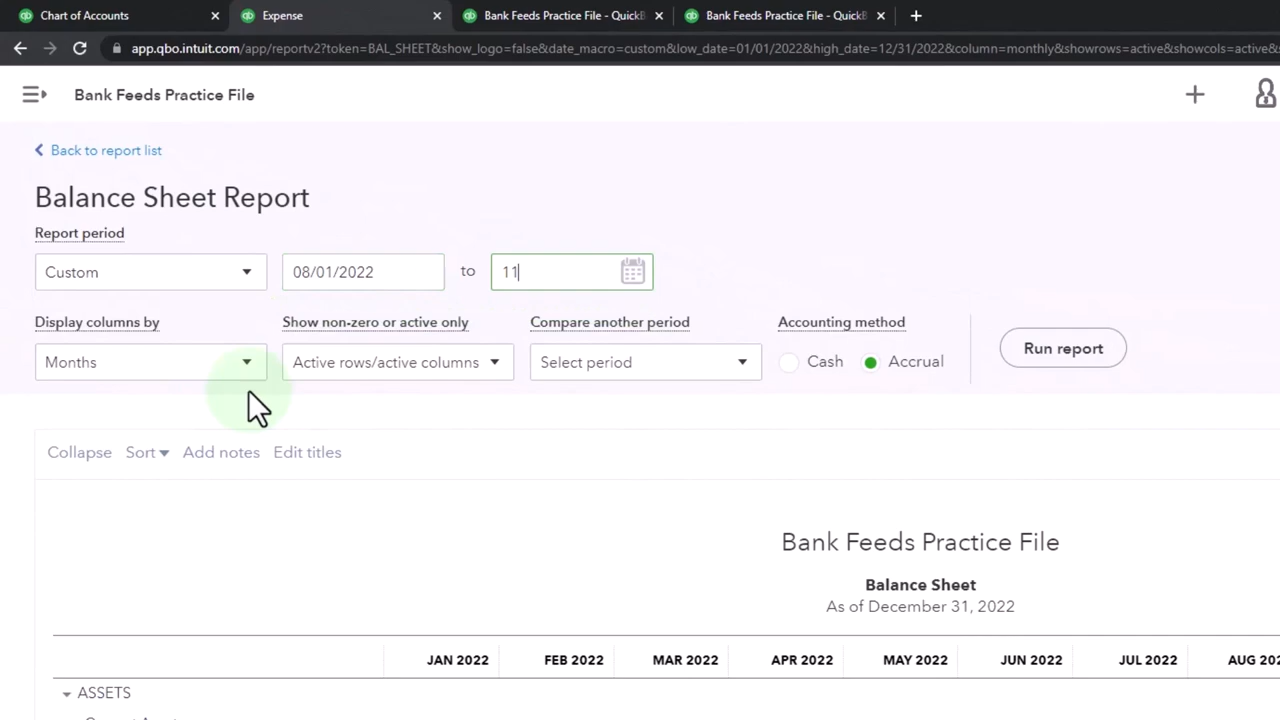 Chart of Accounts
Expense
Bank Feeds Practice File - QuickB
Bank Feeds Practice File - QuickB
app.qbo.intuit.com/app/reportv2?token=BAL_SHEET&show_logo=false&date_macro=custom&low_date=01/01/2022&high_date=12/31/2022&column=monthly&showrows=active&showcols=active&
Bank Feeds Practice File
Back to report list
Balance Sheet Report
Report period
Custom 08/01/2022 to 11
Display columns by Show non-zero or active only Compare another period Accounting method
Months Active rows/active columns Select period Cash Accrual Run report
Collapse Sort Add notes Edit titles
Bank Feeds Practice File
Balance Sheet
As of December 31, 2022
JAN 2022 FEB 2022 MAR 2022 APR 2022 MAY 2022 JUN 2022 JUL 2022 AUG
ASSETS